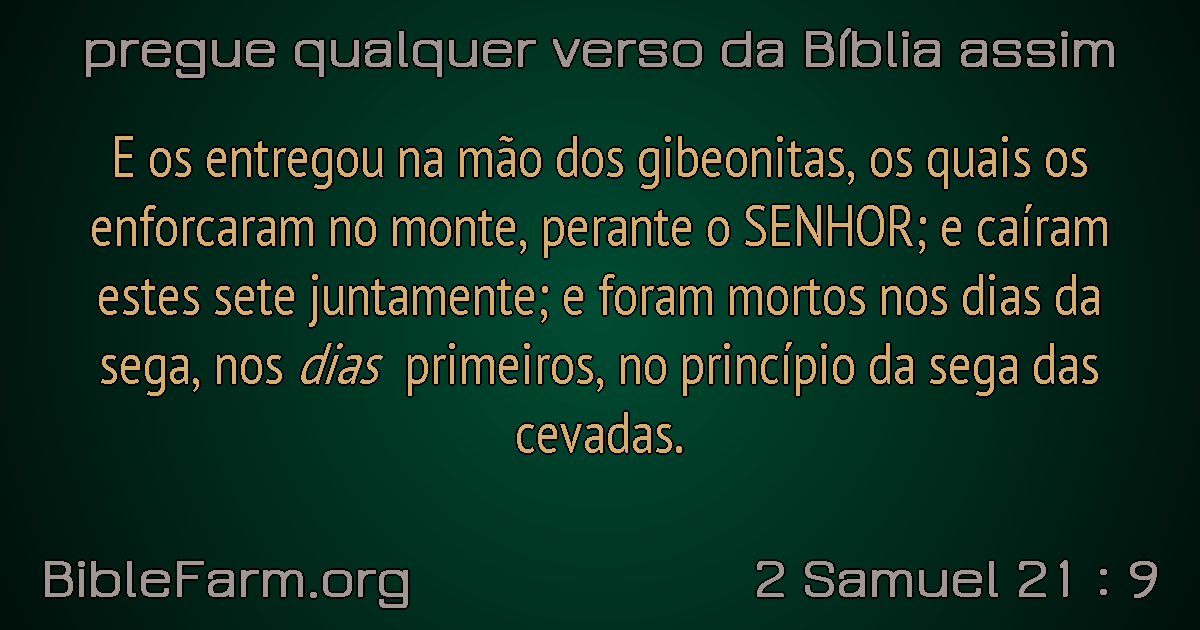 pregue qualquer verso da Bíblia assim
E os entregou na mão dos gibeonitas, os quais os
enforcaram no monte, perante o SENHOR; e caíram
estes sete juntamente; e foram mortos nos dias da
sega, nos dias primeiros, no princípio da sega das
cevadas.
BibleFarm.org
2 Samuel 21 : 9